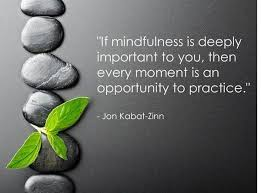 "If mindfulness is deeply
important to you, then
every moment is an
opportunity to practice."
- Jon Kabat-Zinn